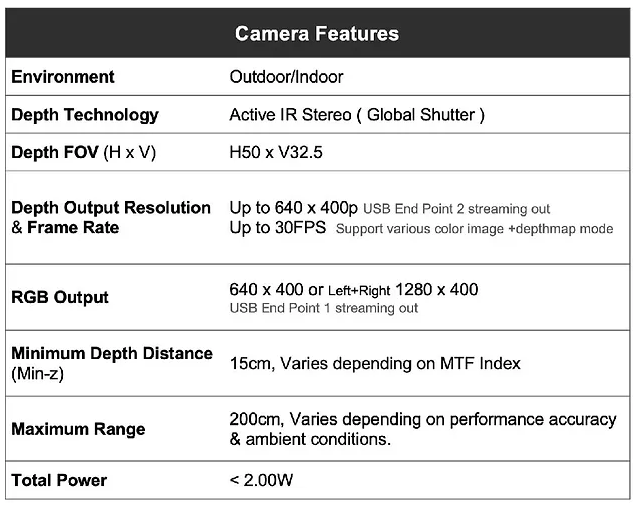 Camera Features
Environment Outdoor/Indoor
Depth Technology Active IR Stereo ( Global Shutter )
Depth FOV (H x V) H50 x V32.5
Depth Output Resolution & Frame Rate
Up to 640 x 400p USB End Point 2 streaming out
Up to 30FPS Support various color image +depthmap mode
RGB Output
640 x 400 or Left+Right 1280 x 400
USB End Point 1 streaming out
Minimum Depth Distance
(Min-z)
15cm, Varies depending on MTF Index
Maximum Range
200cm, Varies depending on performance accuracy
& ambient conditions.
Total Power < 2.00W